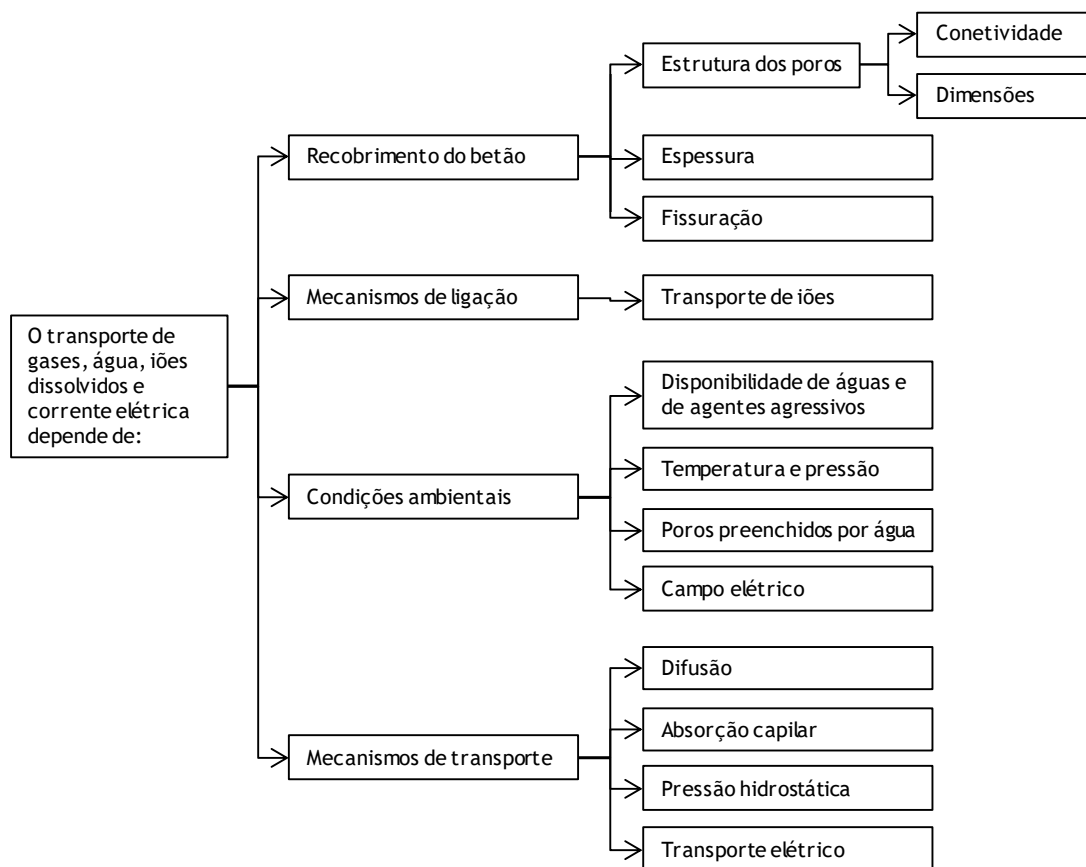 Conetividade
Estrutura dos poros
Dimensões
Recobrimento do betão
Espessura
Fissuração
Mecanismos de ligação
Transporte de iões
O transporte de
gases, água, iões
dissolvidos e
corrente elétrica
depende de:
Disponibilidade de águas e
de agentes agressivos
Temperatura e pressão
Condições ambientais
Poros preenchidos por água
Campo elétrico
Difusão
Absorção capilar
Mecanismos de transporte
Pressão hidrostática
Transporte elétrico